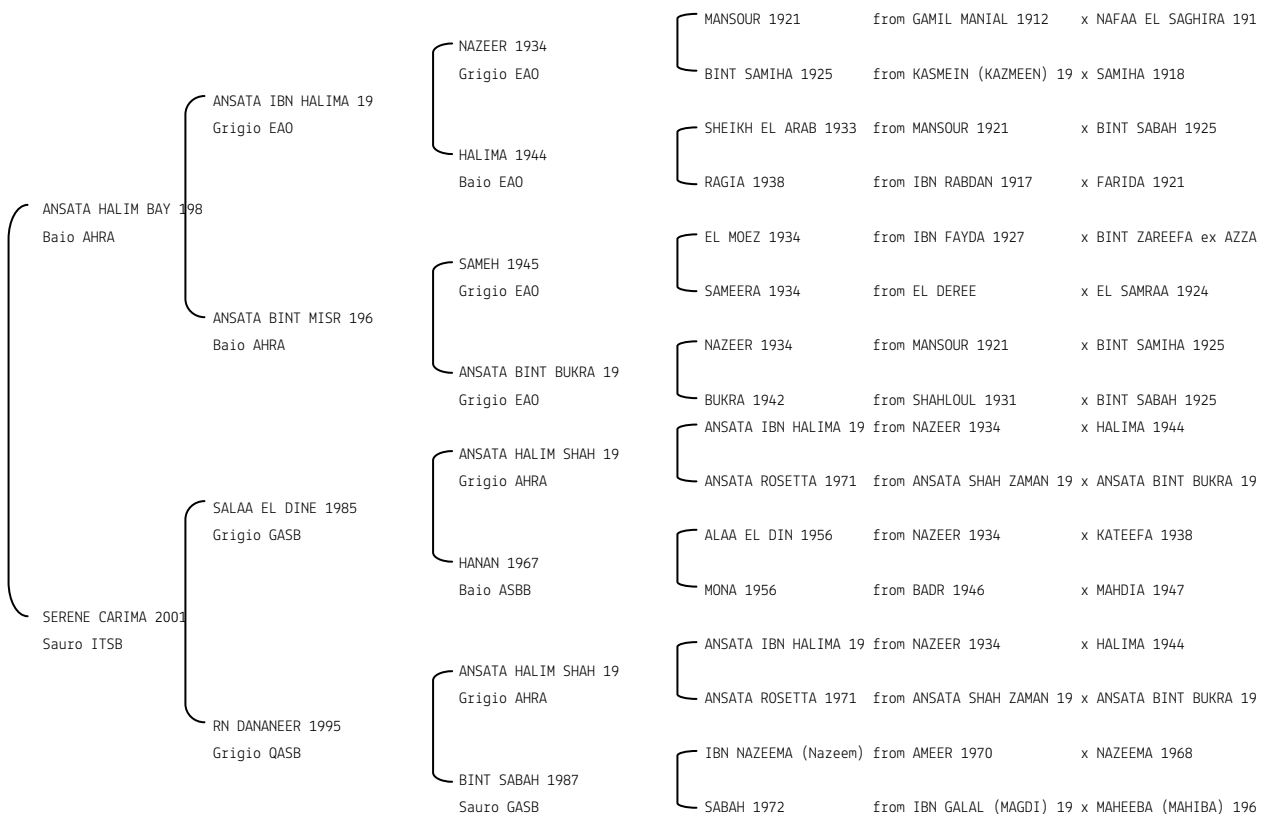 MANSOUR 1921 from GAMIL MANIAL 1912 x NAFAA EL SAGHIRA 191
NAZEER 1934
Grigio EAO
BINT SAMIHA 1925 from KASMEIN (KAZMEEN) 19 x SAMIHA 1918
ANSATA IBN HALIMA 19
Grigio EAO
SHEIKH EL ARAB 1933 from MANSOUR 1921 x BINT SABAH 1925
HALIMA 1944
Baio EAO
RAGIA 1938 from IBN RABDAN 1917 x FARIDA 1921
ANSATA HALIM BAY 198
Baio AHRA
EL MOEZ 1934 from IBN FAYDA 1927 x BINT ZAREEFA ex AZZA
SAMEH 1945
Grigio EAO
SAMEERA 1934 from EL DEREE x EL SAMRAA 1924
ANSATA BINT MISR 196
Baio AHRA
NAZEER 1934 from MANSOUR 1921 x BINT SAMIHA 1925
ANSATA BINT BUKRA 19
Grigio EAO
BUKRA 1942 from SHAHLOUL 1931 x BINT SABAH 1925
ANSATA IBN HALIMA 19 from NAZEER 1934 x HALIMA 1944
ANSATA HALIM SHAH 19
Grigio AHRA
ANSATA ROSETTA 1971 from ANSATA SHAH ZAMAN 19 x ANSATA BINT BUKRA 19
SALAA EL DINE 1985
Grigio GASB
ALAA EL DIN 1956 from NAZEER 1934 x KATEEFA 1938
HANAN 1967
Baio ASBB
MONA 1956 from BADR 1946 x MAHDIA 1947
SERENE CARIMA 2001
Sauro ITSB
ANSATA IBN HALIMA 19 from NAZEER 1934 x HALIMA 1944
ANSATA HALIM SHAH 19
Grigio AHRA
ANSATA ROSETTA 1971 from ANSATA SHAH ZAMAN 19 x ANSATA BINT BUKRA 19
RN DANANEER 1995
Grigio QASB
IBN NAZEEMA (Nazeem) from AMEER 1970 x NAZEEMA 1968
BINT SABAH 1987
Sauro GASB
SABAH 1972 from IBN GALAL (MAGDI) 19 x MAHEEBA (MAHIBA) 196